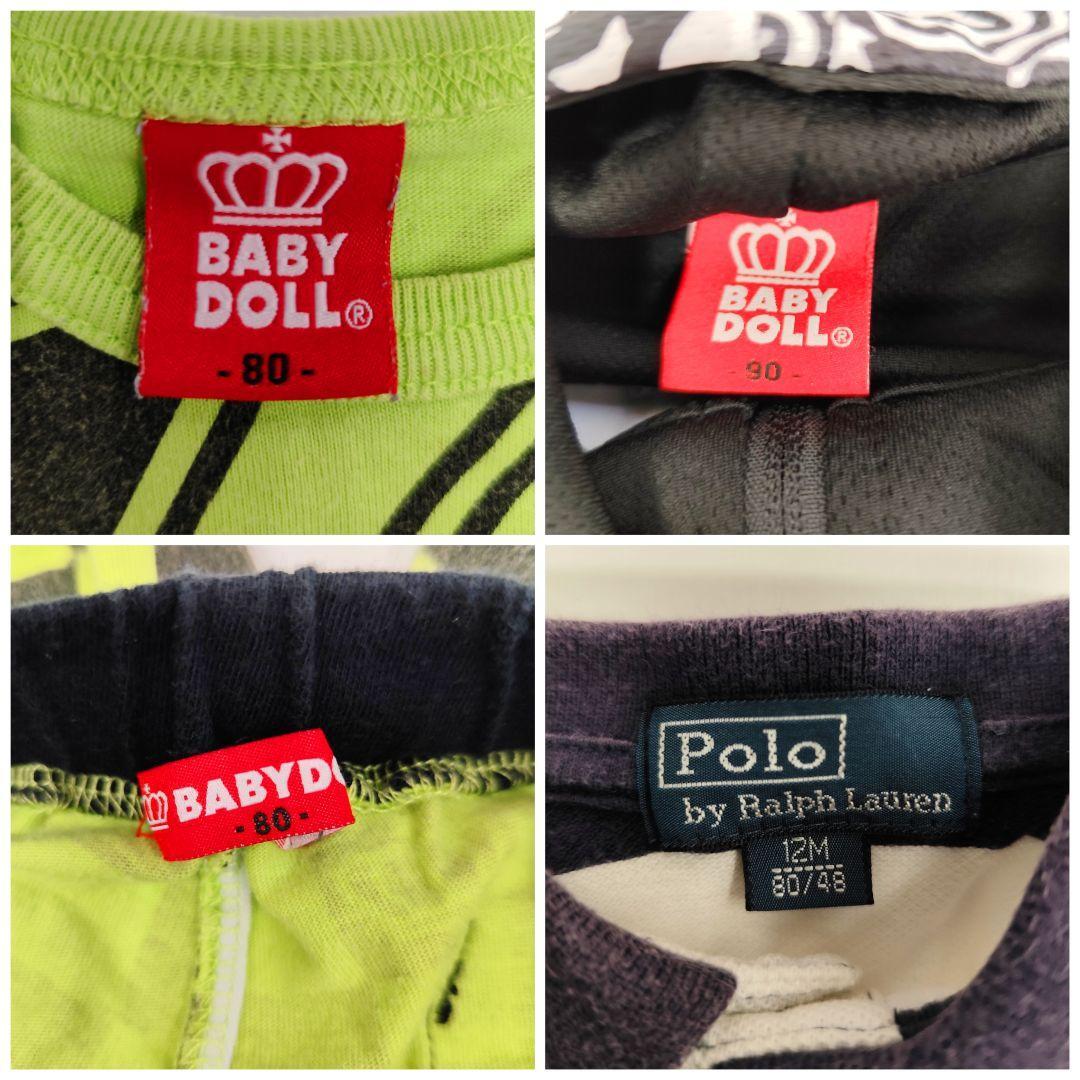 BABY
DOLL®
- 80 -
BABY
DOLL®
- 90 -
BABYDO
- 80 -
Polo
by Ralph Lauren
12M
80/48